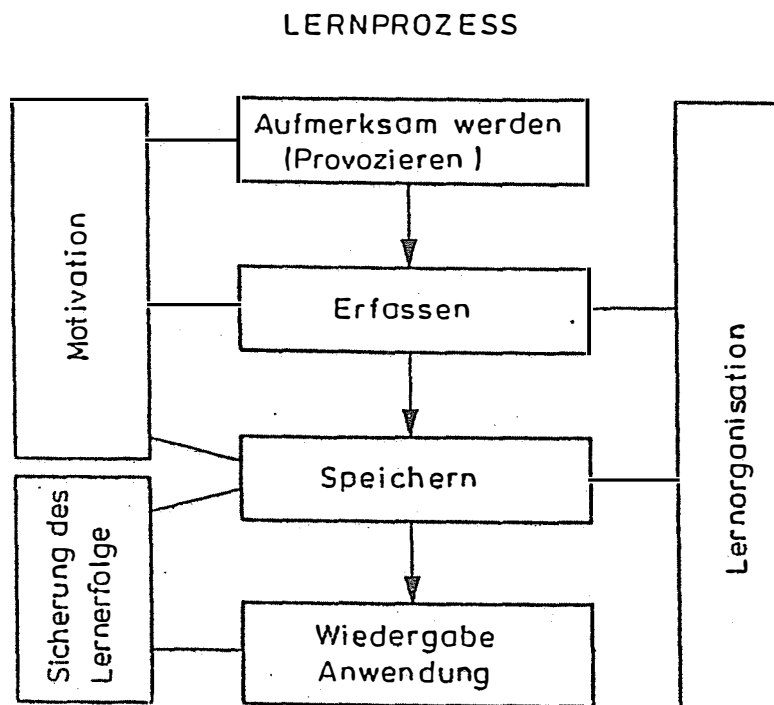 LERNPROZESS
Aufmerksam werden
(Provozieren)
Motivation
Erfassen
Speichern
Lernorganisation
Sicherung des
Lernerfolge
Wiedergabe
Anwendung